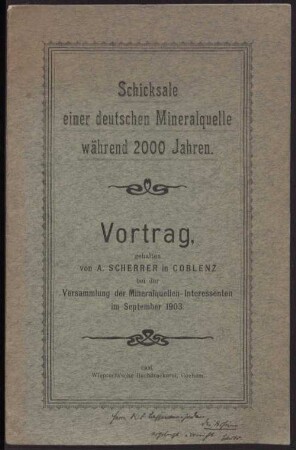 Schicksale
einer deutschen Mineralquelle
während 2000 Jahren.
Vortrag,
gehalten
von A. SCHERRER in COBLENZ
bei der
Versammlung der Mineralquellen-Interessenten
im September 1903.
Buchdruckerei,